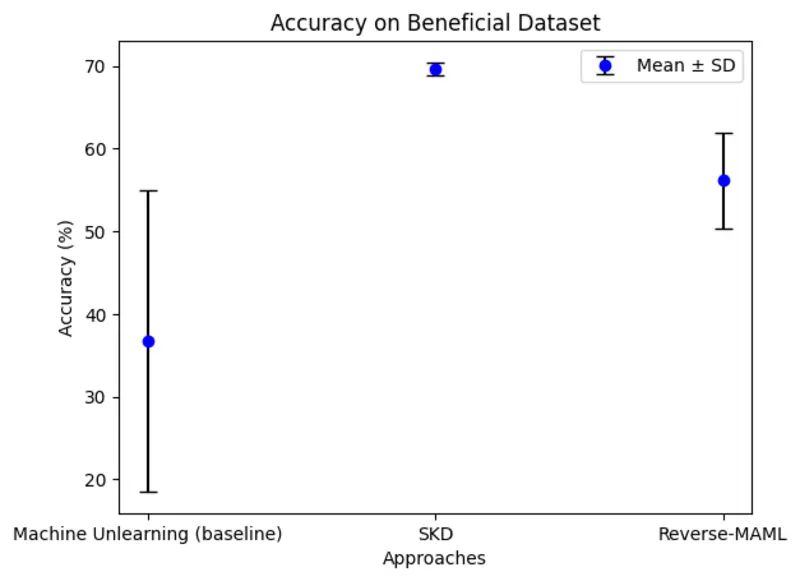 Accuracy on Beneficial Dataset
Mean ± SD
Accuracy (%)
70
60
50
40
30
20
Machine Unlearning (baseline)
SKD
Reverse-MAML
Approaches